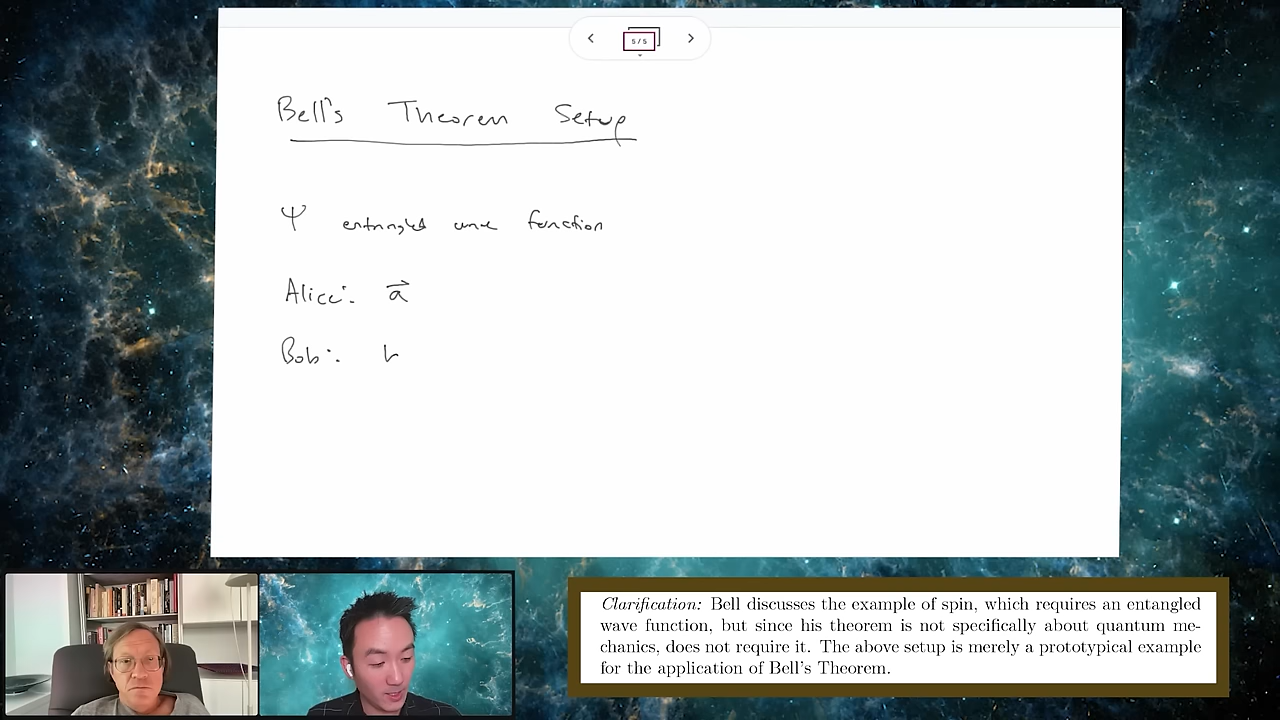 5 / 5
Bell's Theorem Setup
Ψ entangled wave function
Alice: a⃗
Bob: b
Clarification: Bell discusses the example of spin, which requires an entangled
wave function, but since his theorem is not specifically about quantum me-
chanics, does not require it. The above setup is merely a prototypical example
for the application of Bell's Theorem.